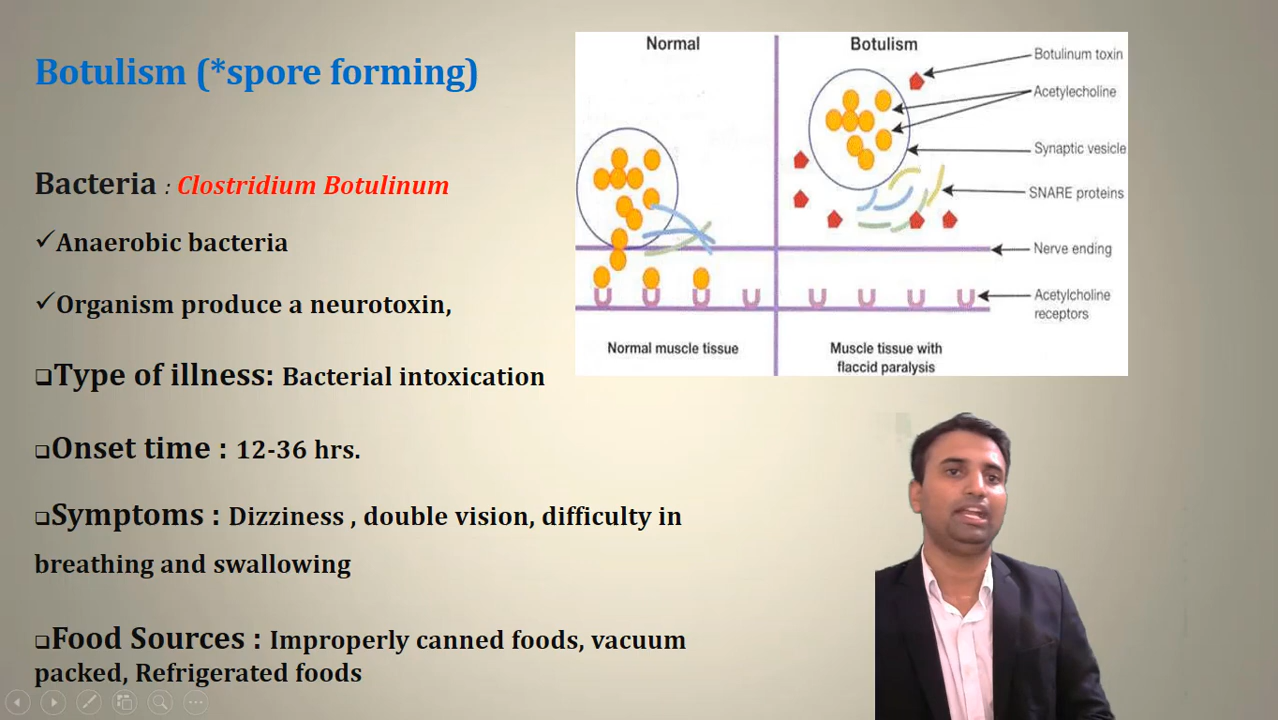 Botulism (*spore forming)
Bacteria : Clostridium Botulinum
✓Anaerobic bacteria
✓Organism produce a neurotoxin,
❑Type of illness: Bacterial intoxication
❑Onset time : 12-36 hrs.
❑Symptoms : Dizziness , double vision, difficulty in
breathing and swallowing
❑Food Sources : Improperly canned foods, vacuum
packed, Refrigerated foods
Normal
Botulism
Botulinum toxin
Acetylecholine
Synaptic vesicle
SNARE proteins
Nerve ending
Acetylcholine
receptors
Normal muscle tissue
Muscle tissue with
flaccid paralysis